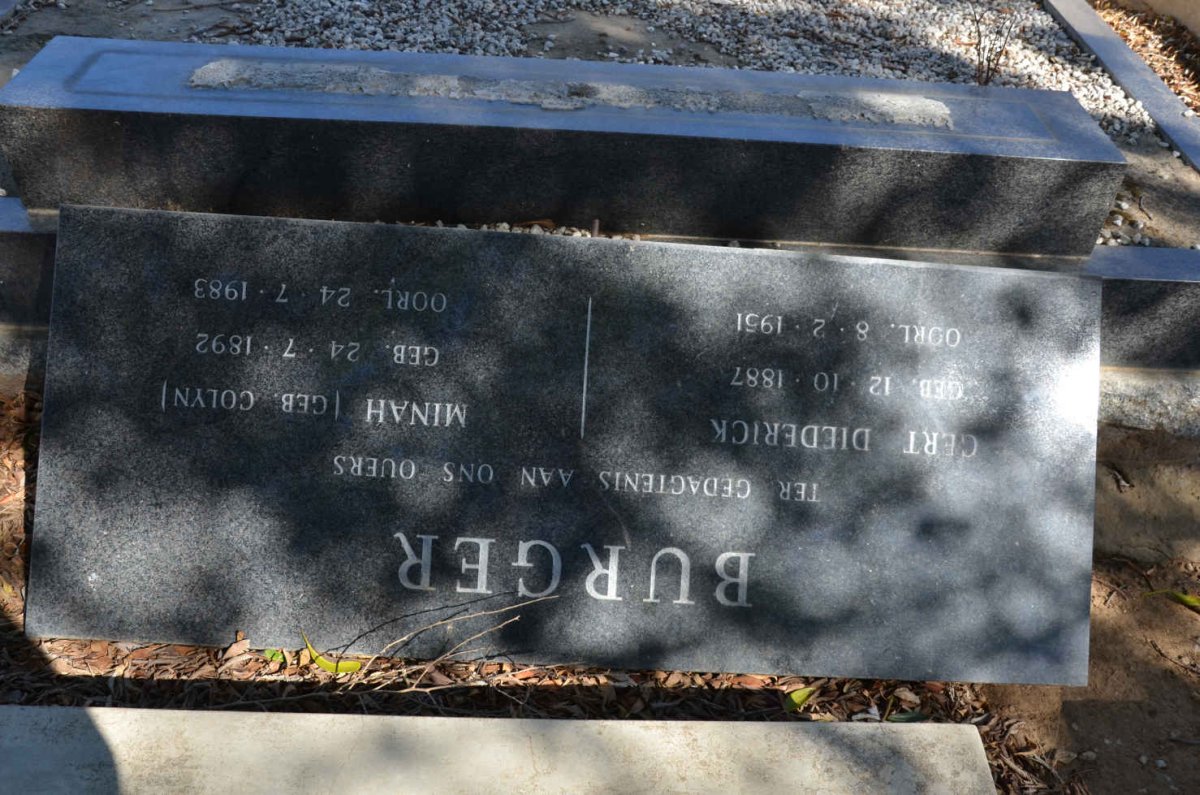 BURGER
TER GEDAGTENIS AAN ONS OUERS
GERT DIEDERICK
GEB. 12 · 10 · 1887
OORL. 8 · 2 · 1951
MINAH (GEB. COLYN)
GEB. 24 · 7 · 1892
OORL. 24 · 7 · 1983